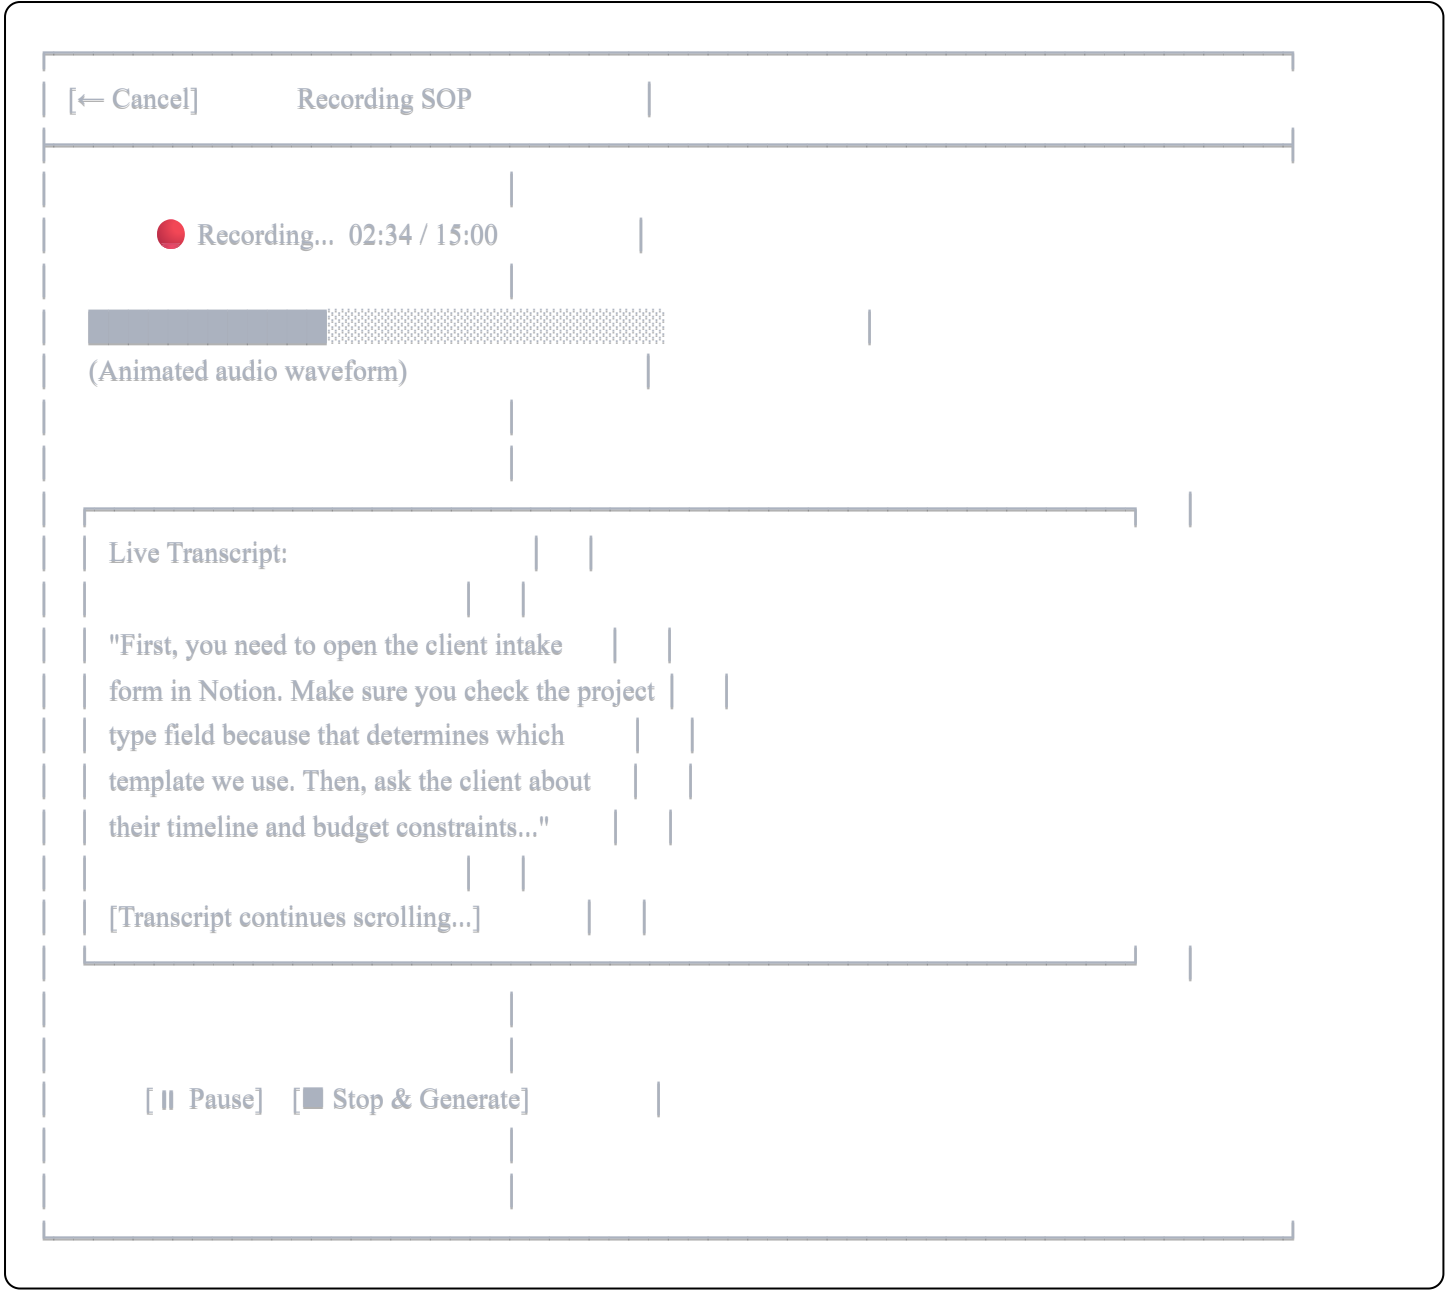 [← Cancel] Recording SOP
🔴 Recording... 02:34 / 15:00
(Animated audio waveform)
Live Transcript:
"First, you need to open the client intake
form in Notion. Make sure you check the project
type field because that determines which
template we use. Then, ask the client about
their timeline and budget constraints..."
[Transcript continues scrolling...]
[⏸ Pause] [⏹ Stop & Generate]